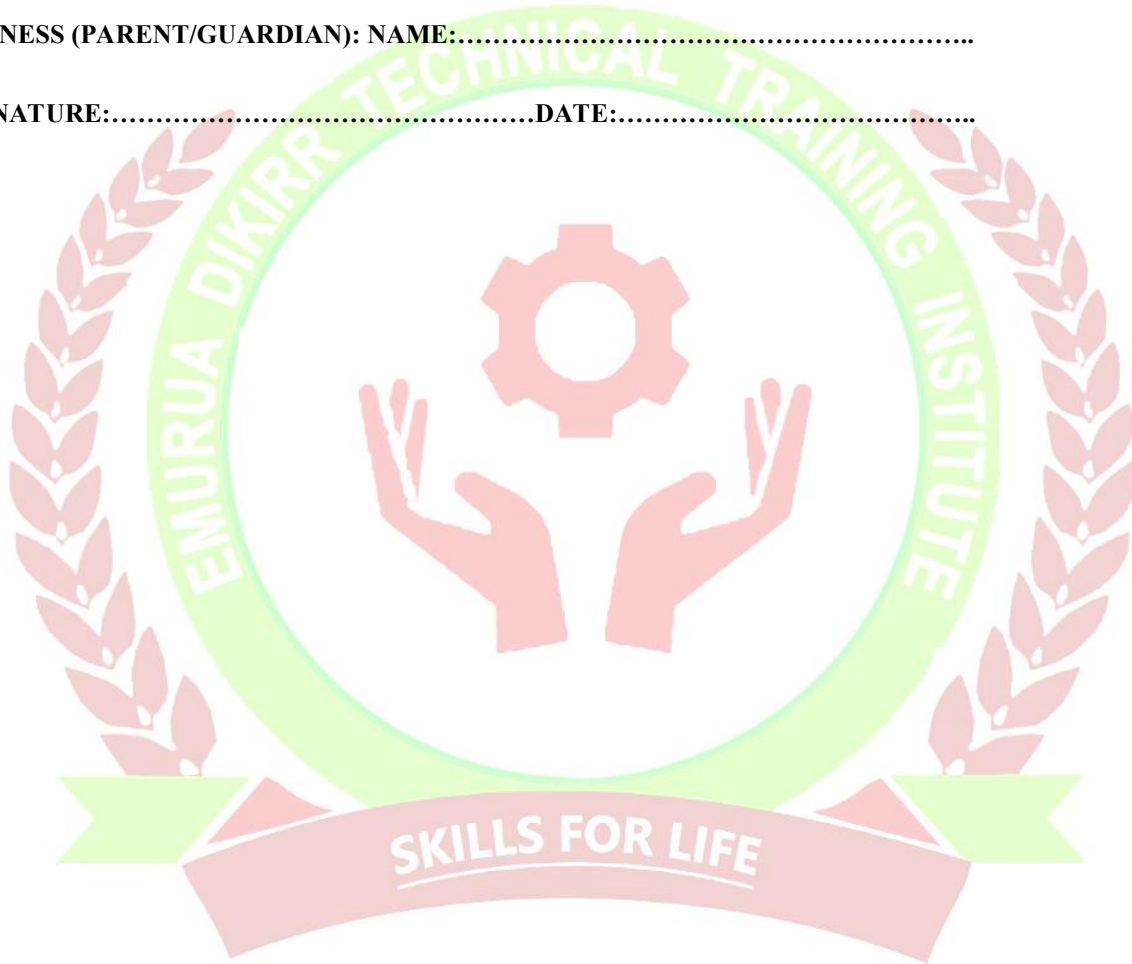 NESS (PARENT/GUARDIAN): NAME:…………………………………………………..
NATURE:…………………………………………DATE:…………………………………..
EMURUA DIKIRR TECHNICAL TRAINING INSTITUTE
SKILLS FOR LIFE